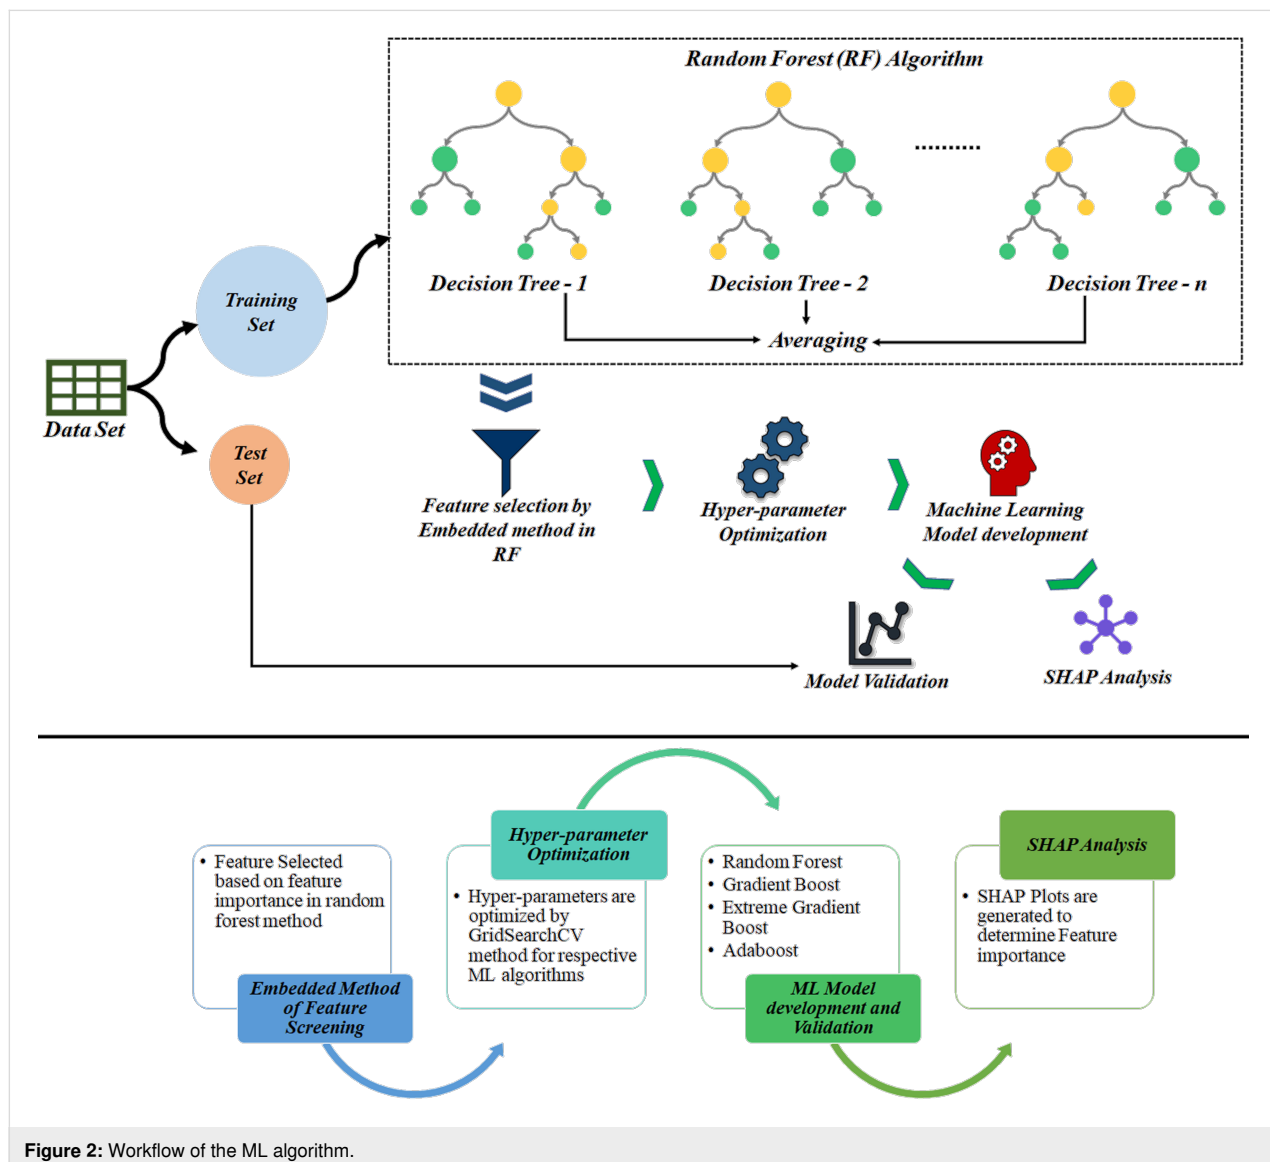 Random Forest (RF) Algorithm
Decision Tree - 1
Decision Tree - 2
Decision Tree - n
Averaging
Training
Set
Data Set
Test
Set
Feature selection by
Embedded method in
RF
Hyper-parameter
Optimization
Machine Learning
Model development
Model Validation
SHAP Analysis
• Feature Selected
based on feature
importance in random
forest method
Embedded Method
of Feature
Screening
Hyper-parameter
Optimization
• Hyper-parameters are
optimized by
GridSearchCV
method for respective
ML algorithms
• Random Forest
• Gradient Boost
• Extreme Gradient
Boost
• Adaboost
ML Model
development and
Validation
SHAP Analysis
• SHAP Plots are
generated to
determine Feature
importance
Figure 2: Workflow of the ML algorithm.